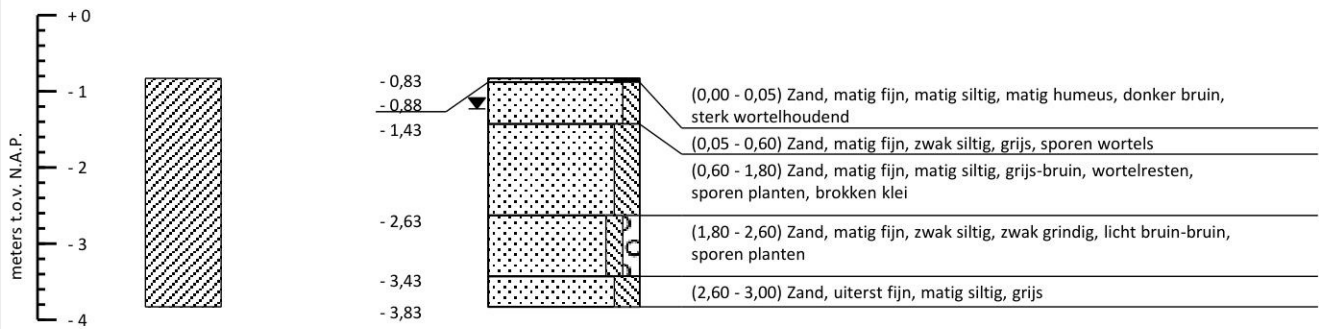 + 0
- 1
- 2
- 3
- 4
meters t.o.v. N.A.P.
- 0,83
- 0,88
- 1,43
- 2,63
- 3,43
- 3,83
(0,00 - 0,05) Zand, matig fijn, matig siltig, matig humeus, donker bruin,
sterk wortelhoudend
(0,05 - 0,60) Zand, matig fijn, zwak siltig, grijs, sporen wortels
(0,60 - 1,80) Zand, matig fijn, matig siltig, grijs-bruin, wortelresten,
sporen planten, brokken klei
(1,80 - 2,60) Zand, matig fijn, zwak siltig, zwak grindig, licht bruin-bruin,
sporen planten
(2,60 - 3,00) Zand, uiterst fijn, matig siltig, grijs